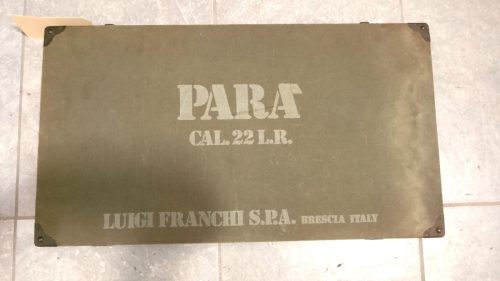 PARA
CAL. 22 L.R.
LUIGI FRANCHI S.P.A. BRESCIA ITALY